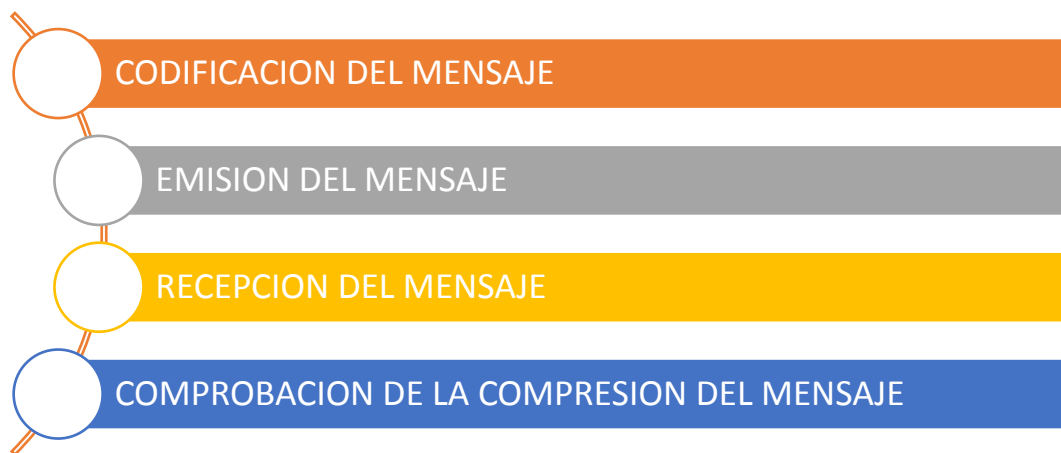 CODIFICACION DEL MENSAJE
EMISION DEL MENSAJE
RECEPCION DEL MENSAJE
COMPROBACION DE LA COMPRESION DEL MENSAJE